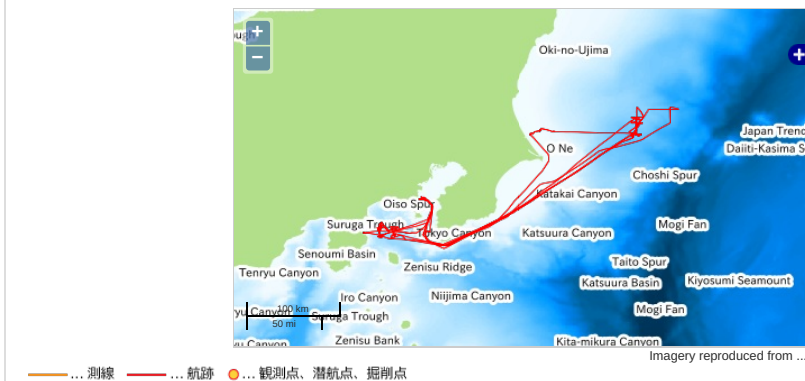 +
−
Oki-no-Ujima
+
Japan Trenc
Daiiti-Kasima S
O Ne
Choshi Spur
Katakai Canyon
Oiso Spur
Suruga Trough
Tokyo Canyon
Katsuura Canyon
Mogi Fan
Senoumi Basin
Zenisu Ridge
Taito Spur
Tenryu Canyon
Katsuura Basin
Kiyosumi Seamount
Iro Canyon
Niijima Canyon
100 km
Mogi Fan
Suruga Trough
50 mi
Zenisu Bank
Kita-mikura Canyon
Imagery reproduced from ...
... 測線 ... 航跡 ... 観測点、潜航点、掘削点